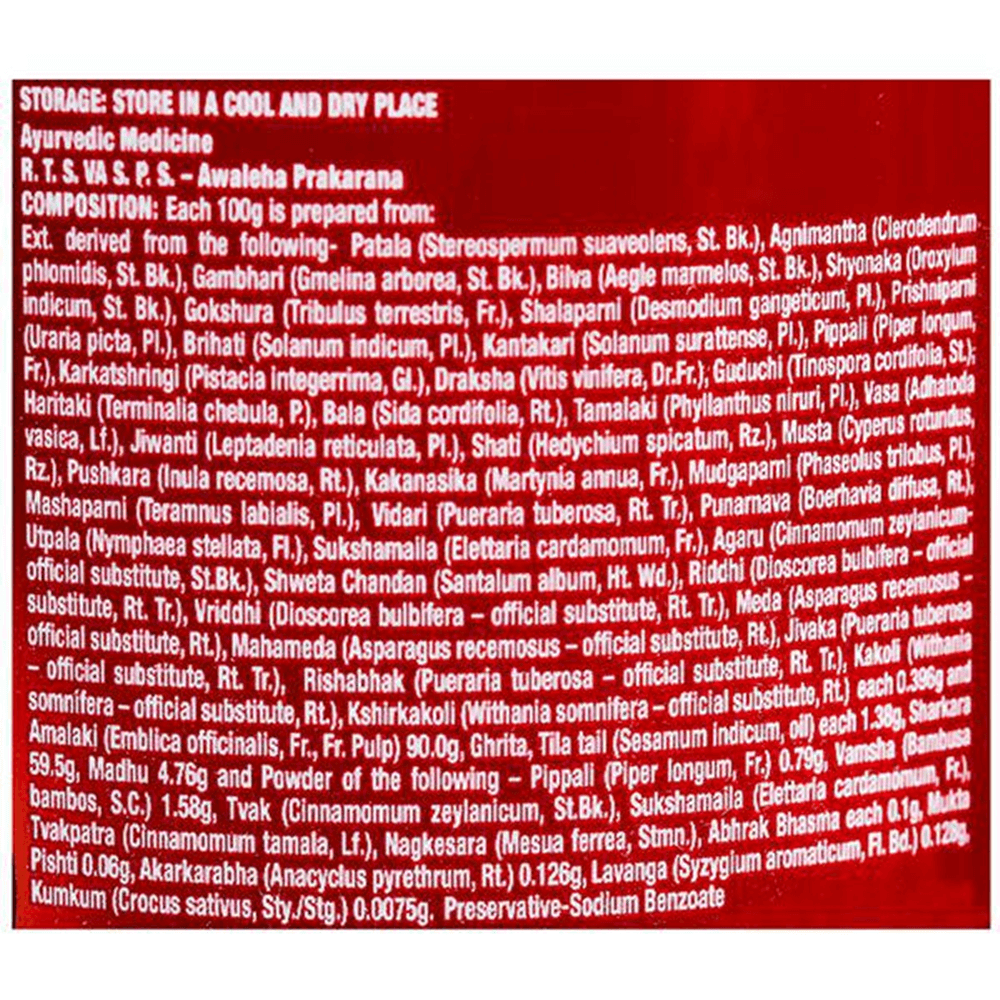 STORAGE: STORE IN A COOL AND DRY PLACE
Ayurvedic Medicine
R. T. S. VA S. P. S. – Awaleha Prakarana
COMPOSITION: Each 100g is prepared from:
Ext. derived from the following- Patala (Stereospermum suaveolens, St. Bk.), Agnimantha (Clerodendrum
phlomidis, St. Bk.), Gambhari (Gmelina arborea, St. Bk.), Bilva (Aegle marmelos, St. Bk.), Shyonaka (Oroxylum
indicum, St. Bk.), Gokshura (Tribulus terrestris, Fr.), Shalaparni (Desmodium gangeticum, Pl.), Prishniparni
(Uraria picta, Pl.), Brihati (Solanum indicum, Pl.), Kantakari (Solanum surattense, Pl.), Pippali (Piper longum,
Fr.), Karkatshringi (Pistacia integerrima, Gl.), Draksha (Vitis vinifera, Dr.Fr.), Guduchi (Tinospora cordifolia, St.),
Haritaki (Terminalia chebula, P.), Bala (Sida cordifolia, Rt.), Tamalaki (Phyllanthus niruri, Pl.), Vasa (Adhatoda
vasica, Lf.), Jiwanti (Leptadenia reticulata, Pl.), Shati (Hedychium spicatum, Rz.), Musta (Cyperus rotundus,
Rz.), Pushkara (Inula recemosa, Rt.), Kakanasika (Martynia annua, Fr.), Mudgaparni (Phaseolus trilobus, Pl.),
Mashaparni (Teramnus labialis, Pl.), Vidari (Pueraria tuberosa, Rt. Tr.), Punarnava (Boerhavia diffusa, Rt.),
Utpala (Nymphaea stellata, Fl.), Sukshamaila (Elettaria cardamomum, Fr.), Agaru (Cinnamomum zeylanicum-
official substitute, St.Bk.), Shweta Chandan (Santalum album, Ht. Wd.), Riddhi (Dioscorea bulbifera – official
substitute, Rt. Tr.), Vriddhi (Dioscorea bulbifera – official substitute, Rt. Tr.), Meda (Asparagus recemosus –
official substitute, Rt.), Mahameda (Asparagus recemosus – official substitute, Rt.), Jivaka (Pueraria tuberosa
– official substitute, Rt. Tr.), Rishabhak (Pueraria tuberosa – official substitute, Rt. Tr.), Kakoli (Withania
somnifera – official substitute, Rt.), Kshirkakoli (Withania somnifera – official substitute, Rt.) each 0.396g and
Amalaki (Emblica officinalis, Fr., Fr. Pulp) 90.0g, Ghrita, Tila tail (Sesamum indicum, oil) each 1.38g, Sharkara
59.5g, Madhu 4.76g and Powder of the following – Pippali (Piper longum, Fr.) 0.79g, Vamsha (Bambusa
bambos, S.C.) 1.58g, Tvak (Cinnamomum zeylanicum, St.Bk.), Sukshamaila (Elettaria cardamomum, Fr.),
Tvakpatra (Cinnamomum tamala, Lf.), Nagkesara (Mesua ferrea, Stmn.), Abhrak Bhasma each 0.1g, Mukta
Pishti 0.06g, Akarkarabha (Anacyclus pyrethrum, Rt.) 0.126g, Lavanga (Syzygium aromaticum, Fl. Bd.) 0.128g,
Kumkum (Crocus sativus, Sty./Stg.) 0.0075g. Preservative-Sodium Benzoate